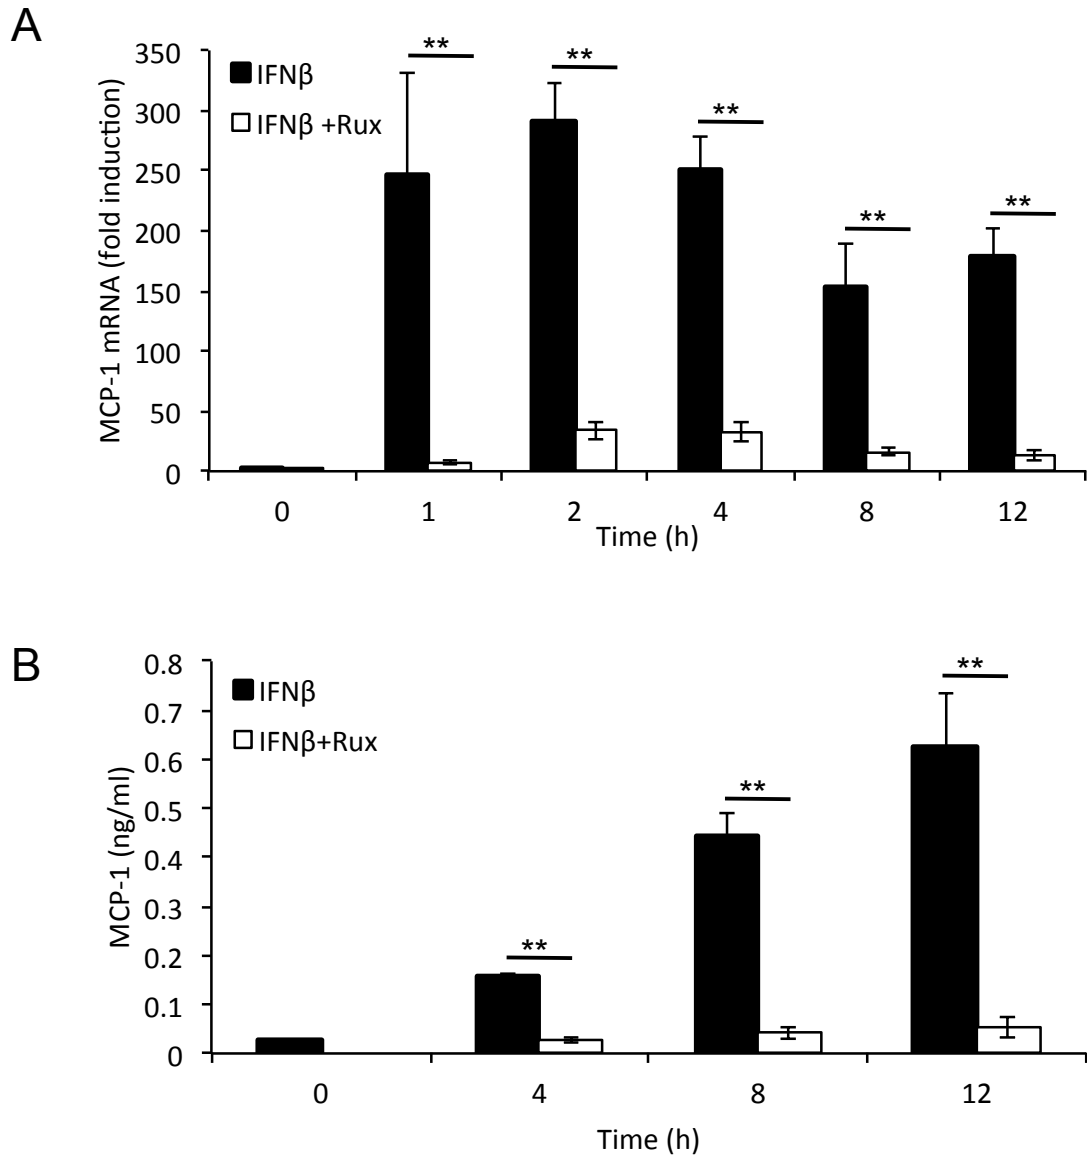 A
MCP-1 mRNA (fold induction)
350
300
250
200
150
100
50
0
IFNβ
IFNβ +Rux
**
**
**
**
**
0 1 2 4 8 12
Time (h)
B
MCP-1 (ng/ml)
0.8
0.7
0.6
0.5
0.4
0.3
0.2
0.1
0
IFNβ
IFNβ+Rux
**
**
**
0 4 8 12
Time (h)